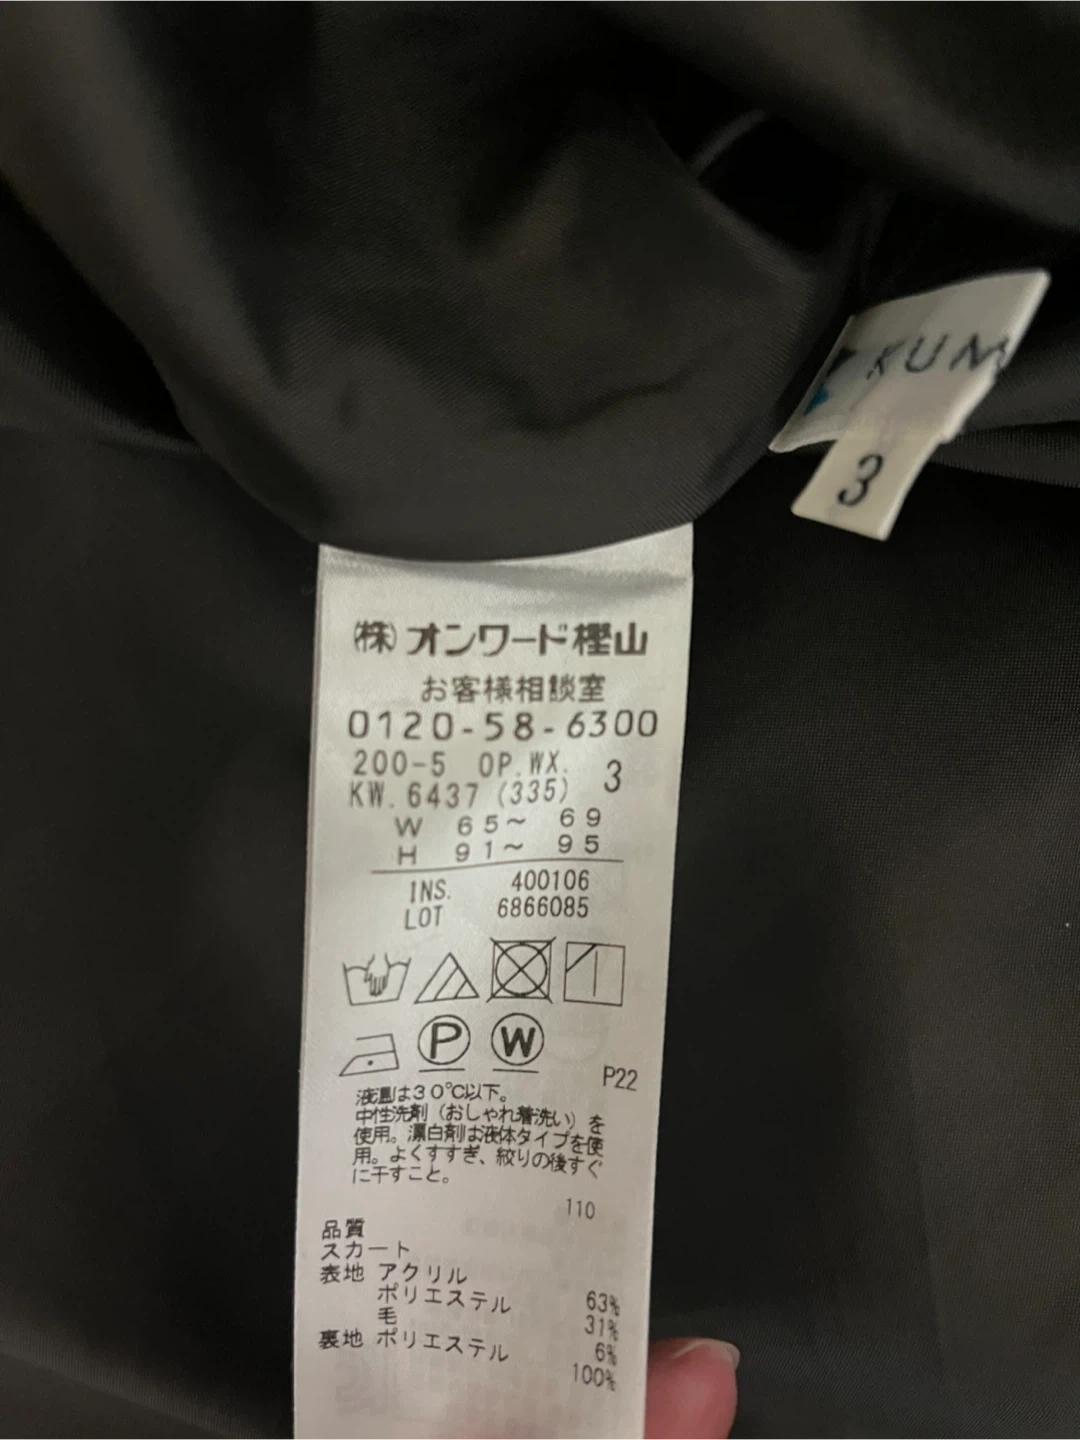 KUM
3
(株)オンワード樫山
お客様相談室
0120-58-6300
200-5 OP.WX. 3
KW.6437 (335)
W 65~ 69
H 91~ 95
INS. 400106
LOT 6866085
P W
P22
液温は30℃以下。
中性洗剤(おしゃれ着洗い)を
使用。漂白剤は液体タイプを使
用。よくすすぎ、絞りの後すぐ
に干すこと。
110
品質
スカート
表地 アクリル 63%
ポリエステル 31%
毛 6%
裏地 ポリエステル 100%